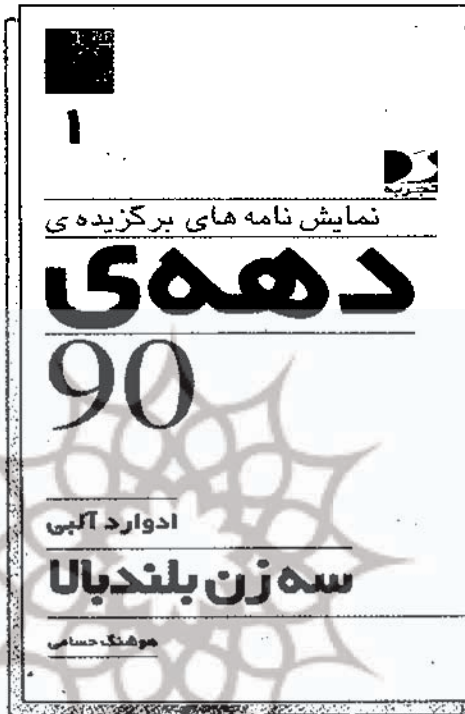 ۱
تجربه
نمایش نامه های برگزیده ی
دهه‌ی
90
ادوارد آلبی
سه زن بلندبالا
هوشنگ حسامی